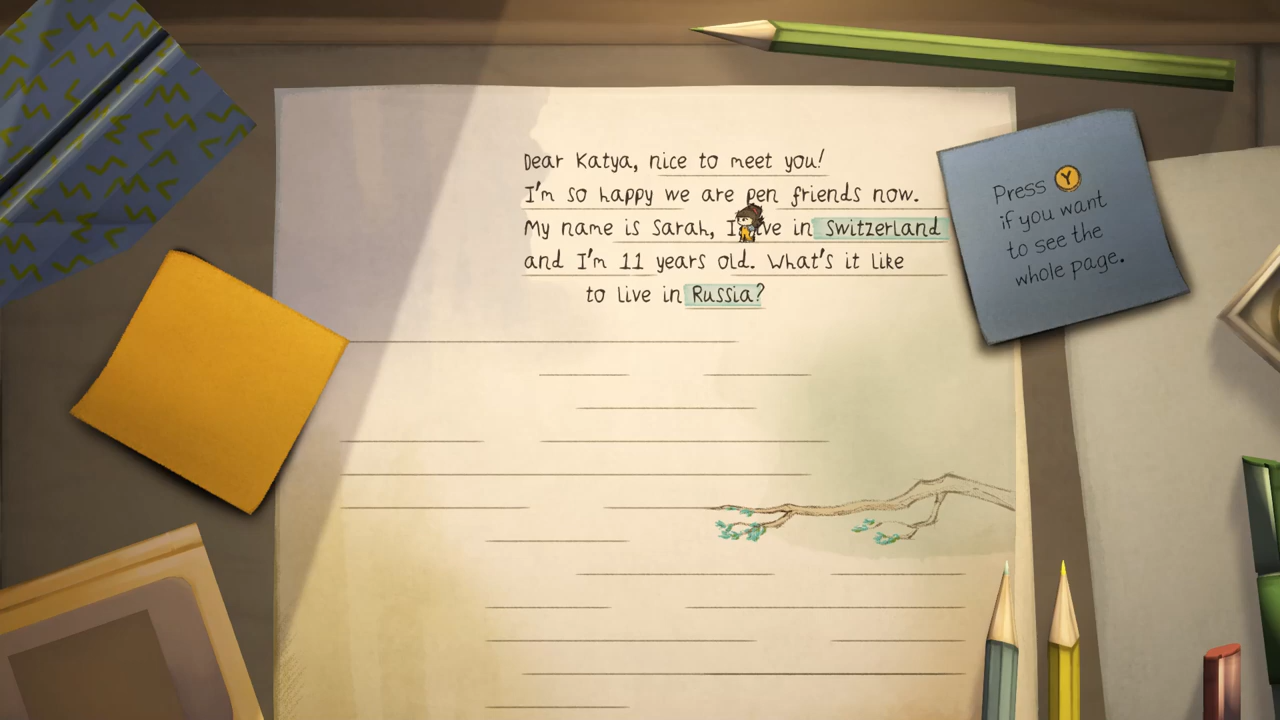 Dear Katya, nice to meet you!
I'm so happy we are pen friends now.
My name is Sarah, I live in Switzerland
and I'm 11 years old. What's it like
to live in Russia?
Press Y
if you want
to see the
whole page.